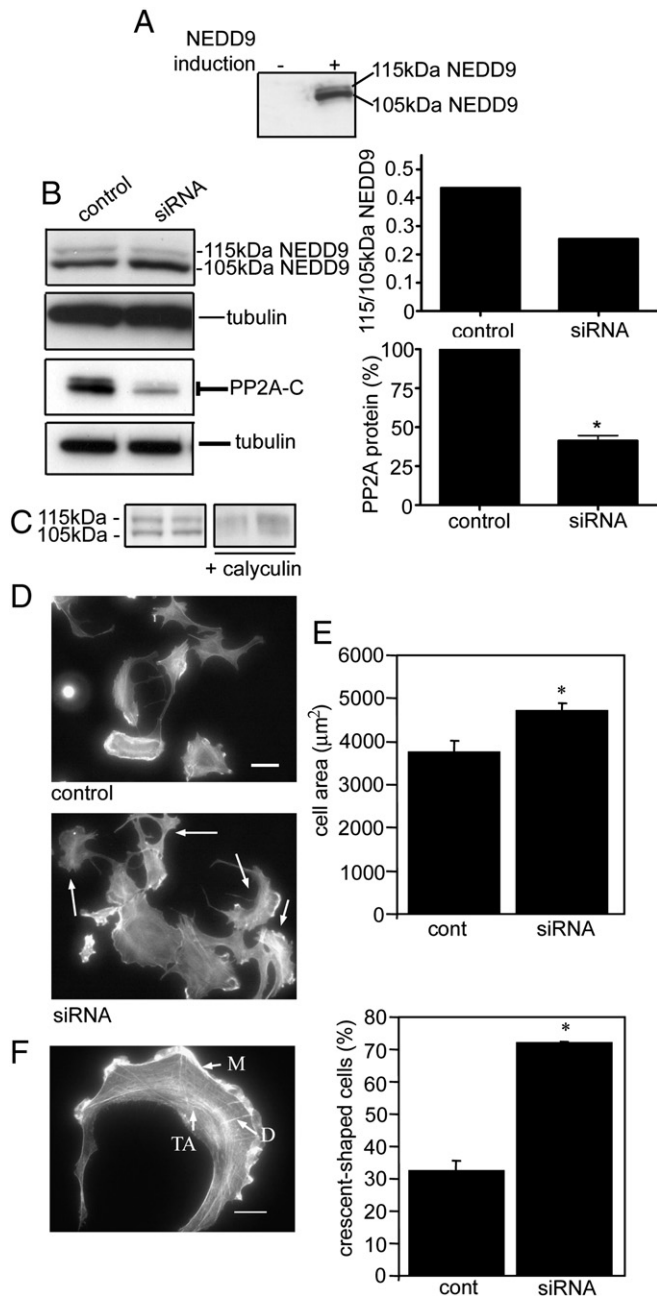 A
NEDD9
induction
- +
115kDa NEDD9
105kDa NEDD9
B
control siRNA
-115kDa NEDD9
-105kDa NEDD9
tubulin
PP2A-C
tubulin
115/105kDa NEDD9
0.5
0.4
0.3
0.2
0.1
0
control siRNA
PP2A protein (%)
100
75
50
25
0
*
control siRNA
C
115kDa -
105kDa -
+ calyculin
D
control
siRNA
E
cell area (µm²)
6000
5000
4000
3000
2000
1000
0
*
cont siRNA
F
M
D
TA
crescent-shaped cells (%)
80
70
60
50
40
30
20
10
0
*
cont siRNA